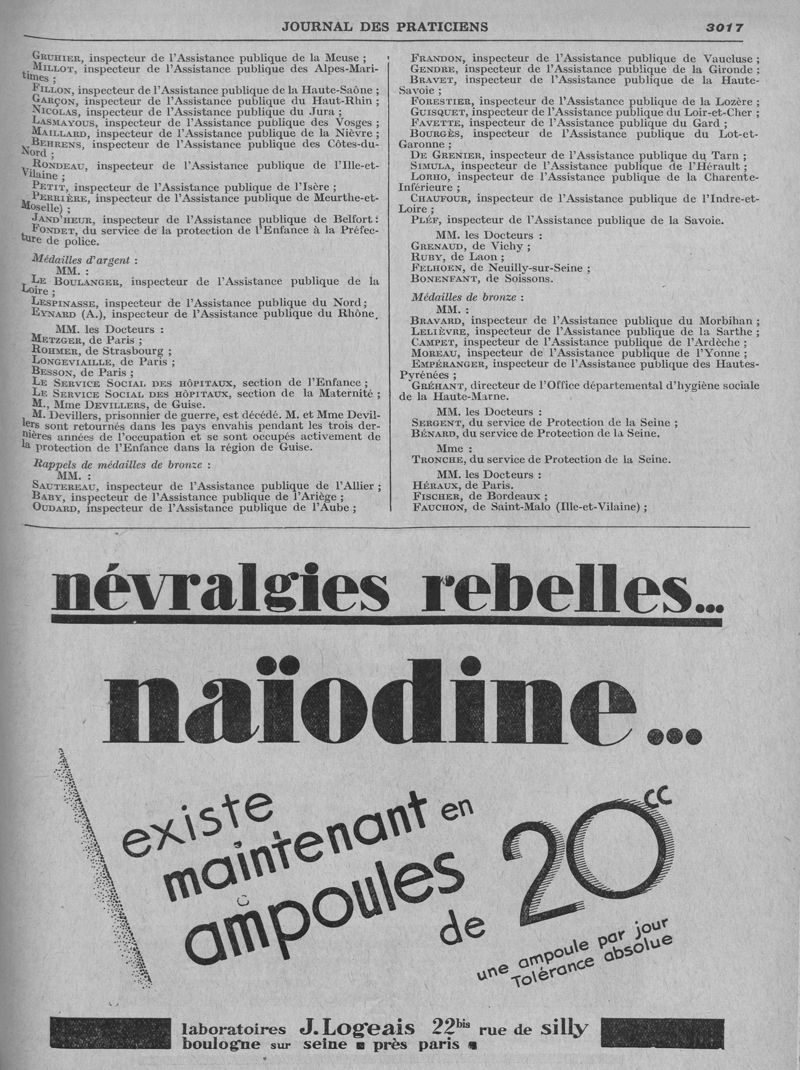 JOURNAL DES PRATICIENS
3017
GRUHIER, inspecteur de l'Assistance publique de la Meuse ;
MILLOT, inspecteur de l'Assistance publique des Alpes-Mari-
times ;
FILLON, inspecteur de l'Assistance publique de la Haute-Saône ;
GARÇON, inspecteur de l'Assistance publique du Haut-Rhin ;
NICOLAS, inspecteur de l'Assistance publique du Jura ;
LASMAYOUS, inspecteur de l'Assistance publique des Vosges ;
MAILLARD, inspecteur de l'Assistance publique de la Nièvre ;
BEHRENS, inspecteur de l'Assistance publique des Côtes-du-
Nord ;
RONDEAU, inspecteur de l'Assistance publique de l'Ille-et-
Vilaine ;
PETIT, inspecteur de l'Assistance publique de l'Isère ;
PERRIÈRE, inspecteur de l'Assistance publique de Meurthe-et-
Moselle) ;
JAND'HEUR, inspecteur de l'Assistance publique de Belfort :
FONDET, du service de la protection de l'Enfance à la Préfec-
ture de police.
Médailles d'argent :
MM. :
LE BOULANGER, inspecteur de l'Assistance publique de la
Loire ;
LESPINASSE, inspecteur de l'Assistance publique du Nord ;
EYNARD (A.), inspecteur de l'Assistance publique du Rhône.
MM. les Docteurs :
METZGER, de Paris ;
ROHMER, de Strasbourg ;
LONGEVIAILLE, de Paris ;
BESSON, de Paris ;
LE SERVICE SOCIAL DES HÔPITAUX, section de l'Enfance ;
LE SERVICE SOCIAL DES HÔPITAUX, section de la Maternité ;
M., Mme DEVILLERS, de Guise.
M. Devillers, prisonnier de guerre, est décédé. M. et Mme Devil-
lers sont retournés dans les pays envahis pendant les trois der-
nières années de l'occupation et se sont occupés activement de
la protection de l'Enfance dans la région de Guise.
Rappels de médailles de bronze :
MM. :
SAUTEREAU, inspecteur de l'Assistance publique de l'Allier ;
BABY, inspecteur de l'Assistance publique de l'Ariège ;
OUDARD, inspecteur de l'Assistance publique de l'Aube ;
FRANDON, inspecteur de l'Assistance publique de Vaucluse ;
GENDRE, inspecteur de l'Assistance publique de la Gironde ;
BRAVET, inspecteur de l'Assistance publique de la Haute-
Savoie ;
FORESTIER, inspecteur de l'Assistance publique de la Lozère ;
GUISQUET, inspecteur de l'Assistance publique du Loir-et-Cher ;
FAVETTE, inspecteur de l'Assistance publique du Gard ;
BOURGÈS, inspecteur de l'Assistance publique du Lot-et-
Garonne ;
DE GRENIER, inspecteur de l'Assistance publique du Tarn ;
SIMULA, inspecteur de l'Assistance publique de l'Hérault ;
LORHO, inspecteur de l'Assistance publique de la Charente-
Inférieure ;
CHAUFOUR, inspecteur de l'Assistance publique de l'Indre-et-
Loire ;
PLÉF, inspecteur de l'Assistance publique de la Savoie.
MM. les Docteurs :
GRENAUD, de Vichy ;
RUBY, de Laon ;
FELHOEN, de Neuilly-sur-Seine ;
BONENFANT, de Soissons.
Médailles de bronze :
MM. :
BRAVARD, inspecteur de l'Assistance publique du Morbihan ;
LELIÈVRE, inspecteur de l'Assistance publique de la Sarthe ;
CAMPET, inspecteur de l'Assistance publique de l'Ardèche ;
MOREAU, inspecteur de l'Assistance publique de l'Yonne ;
EMPÉRANGER, inspecteur de l'Assistance publique des Hautes-
Pyrénées ;
GRÉHANT, directeur de l'Office départemental d'hygiène sociale
de la Haute-Marne.
MM. les Docteurs :
SERGENT, du service de Protection de la Seine ;
BÉNARD, du service de Protection de la Seine.
Mme :
TRONCHE, du service de Protection de la Seine.
MM. les Docteurs :
HÉRAUX, de Paris.
FISCHER, de Bordeaux ;
FAUCHON, de Saint-Malo (Ille-et-Vilaine) ;
névralgies rebelles...
naïodine...
existe
maintenant en
ampoules
de 20cc
une ampoule par jour
Tolérance absolue
laboratoires J. Logeais 22bis rue de silly
boulogne sur seine ■ près paris ■